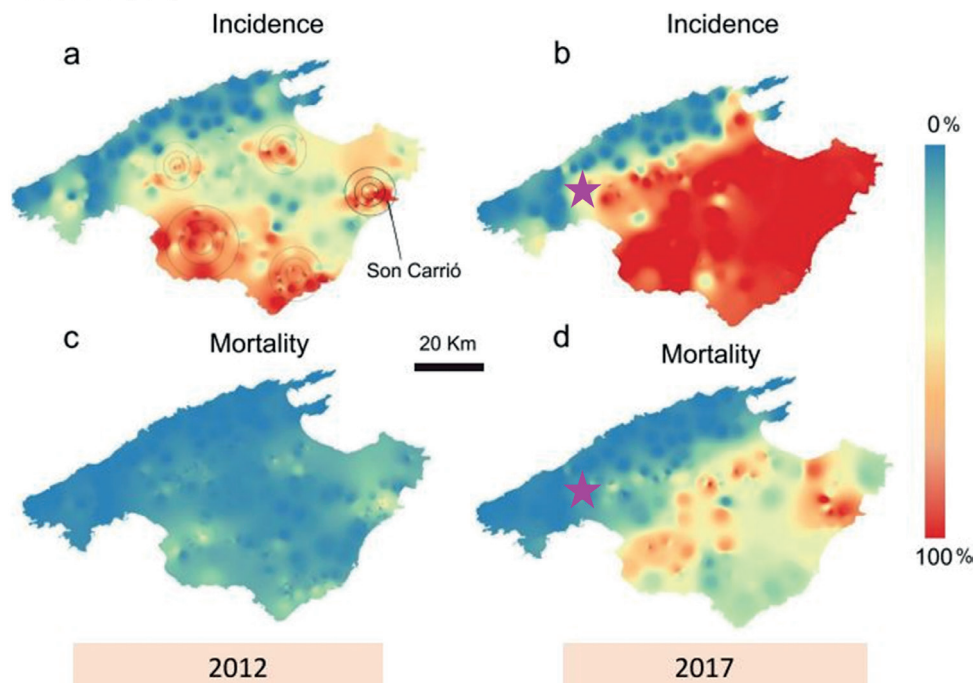 Incidence
Incidence
a
b
0 %
Son Carrió
c
Mortality
20 Km
d
Mortality
100 %
2012
2017